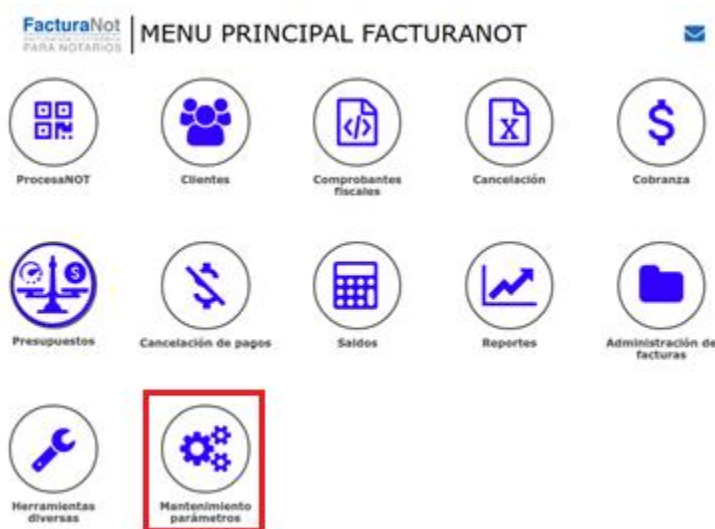 FacturaNot
PARA NOTARIOS
MENU PRINCIPAL FACTURANOT
ProcesaNOT
Clientes
Comprobantes
fiscales
Cancelación
Cobranza
Presupuestos
Cancelación de pagos
Saldos
Reportes
Administración de
facturas
Herramientas
diversas
Mantenimiento
parámetros